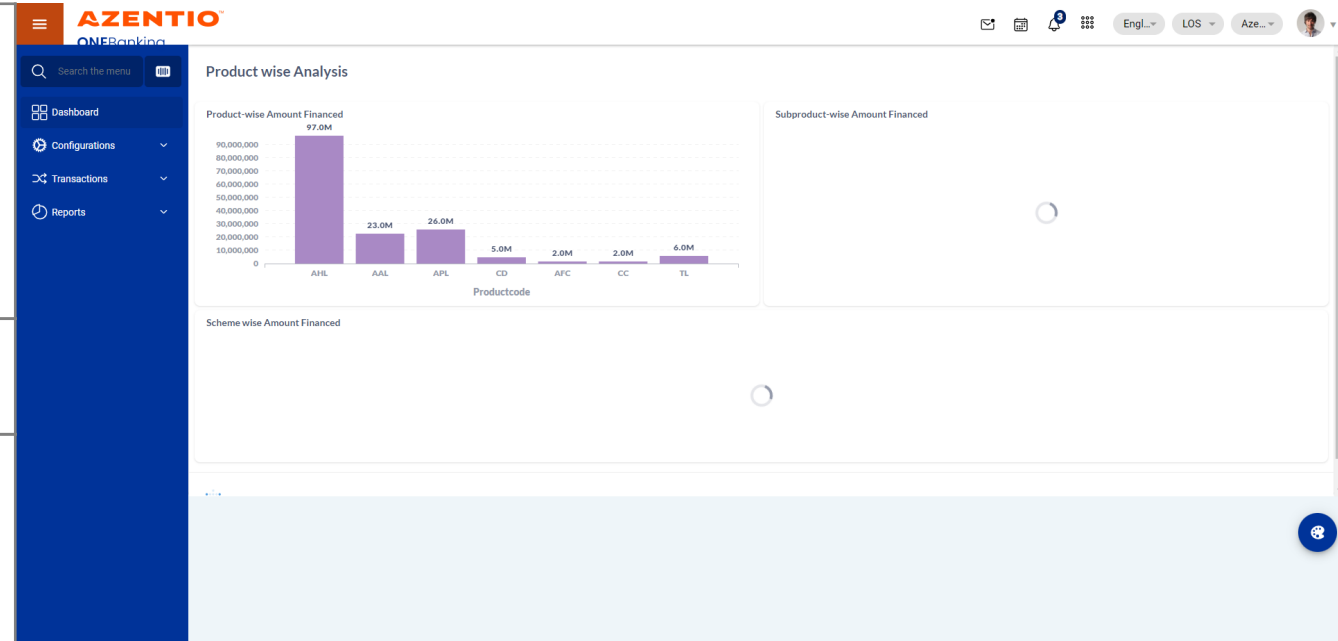 AZENTIO™
ONEBanking
3
Engl...
LOS
Aze...
Search the menu
Dashboard
Configurations
Transactions
Reports
Product wise Analysis
Product-wise Amount Financed
97.0M
90,000,000
80,000,000
70,000,000
60,000,000
50,000,000
40,000,000
30,000,000
20,000,000
10,000,000
0
23.0M
26.0M
5.0M
2.0M
2.0M
6.0M
AHL AAL APL CD AFC CC TL
Productcode
Subproduct-wise Amount Financed
Scheme wise Amount Financed